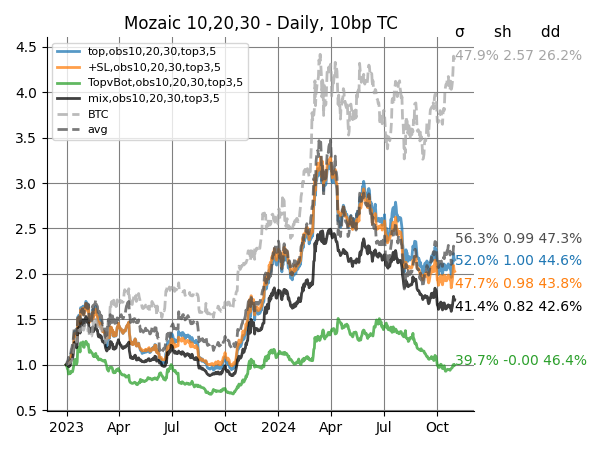 Mozaic 10,20,30 - Daily, 10bp TC
σ sh dd
top,obs10,20,30,top3,5
+SL,obs10,20,30,top3,5
TopvBot,obs10,20,30,top3,5
mix,obs10,20,30,top3,5
BTC
avg
47.9% 2.57 26.2%
56.3% 0.99 47.3%
52.0% 1.00 44.6%
47.7% 0.98 43.8%
41.4% 0.82 42.6%
39.7% -0.00 46.4%
4.5
4.0
3.5
3.0
2.5
2.0
1.5
1.0
0.5
2023 Apr Jul Oct 2024 Apr Jul Oct